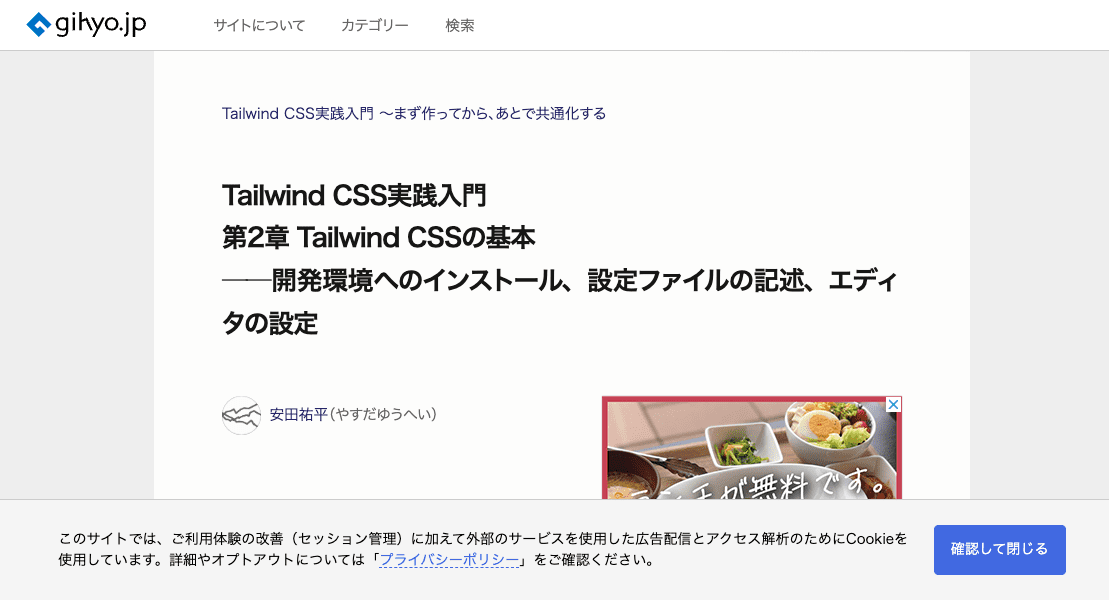 gihyo.jp
サイトについて
カテゴリー
検索
Tailwind CSS実践入門 〜まず作ってから、あとで共通化する
Tailwind CSS実践入門
第2章 Tailwind CSSの基本
――開発環境へのインストール、設定ファイルの記述、エディ
タの設定
安田祐平(やすだゆうへい)
ランチが無料です。
このサイトでは、ご利用体験の改善（セッション管理）に加えて外部のサービスを使用した広告配信とアクセス解析のためにCookieを
使用しています。詳細やオプトアウトについては「プライバシーポリシー」をご確認ください。
確認して閉じる